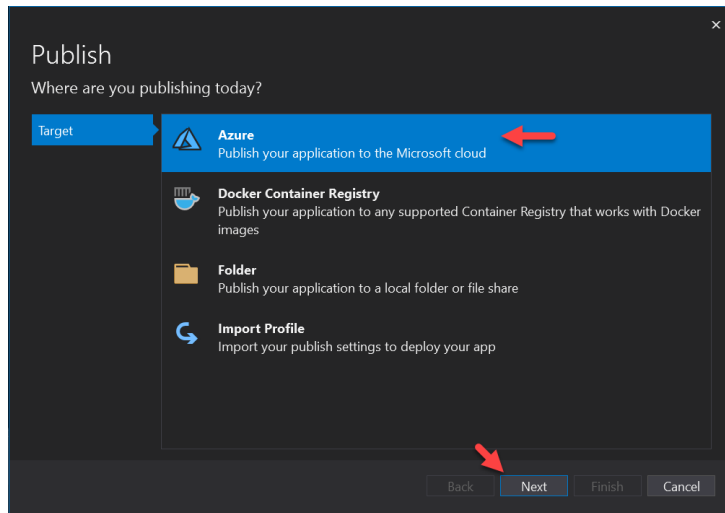 Publish
Where are you publishing today?
Target
Azure
Publish your application to the Microsoft cloud
Docker Container Registry
Publish your application to any supported Container Registry that works with Docker
images
Folder
Publish your application to a local folder or file share
Import Profile
Import your publish settings to deploy your app
Back
Next
Finish
Cancel